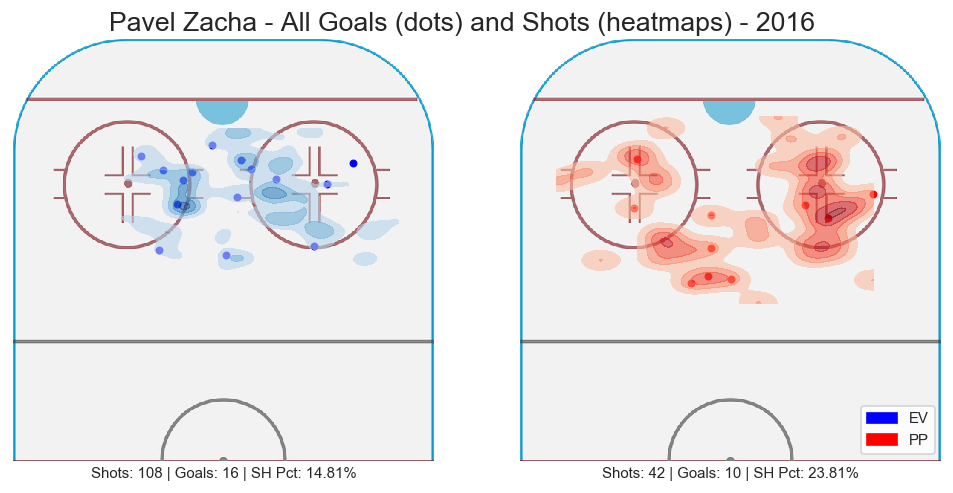 Pavel Zacha - All Goals (dots) and Shots (heatmaps) - 2016
EV
PP
Shots: 108 | Goals: 16 | SH Pct: 14.81%
Shots: 42 | Goals: 10 | SH Pct: 23.81%